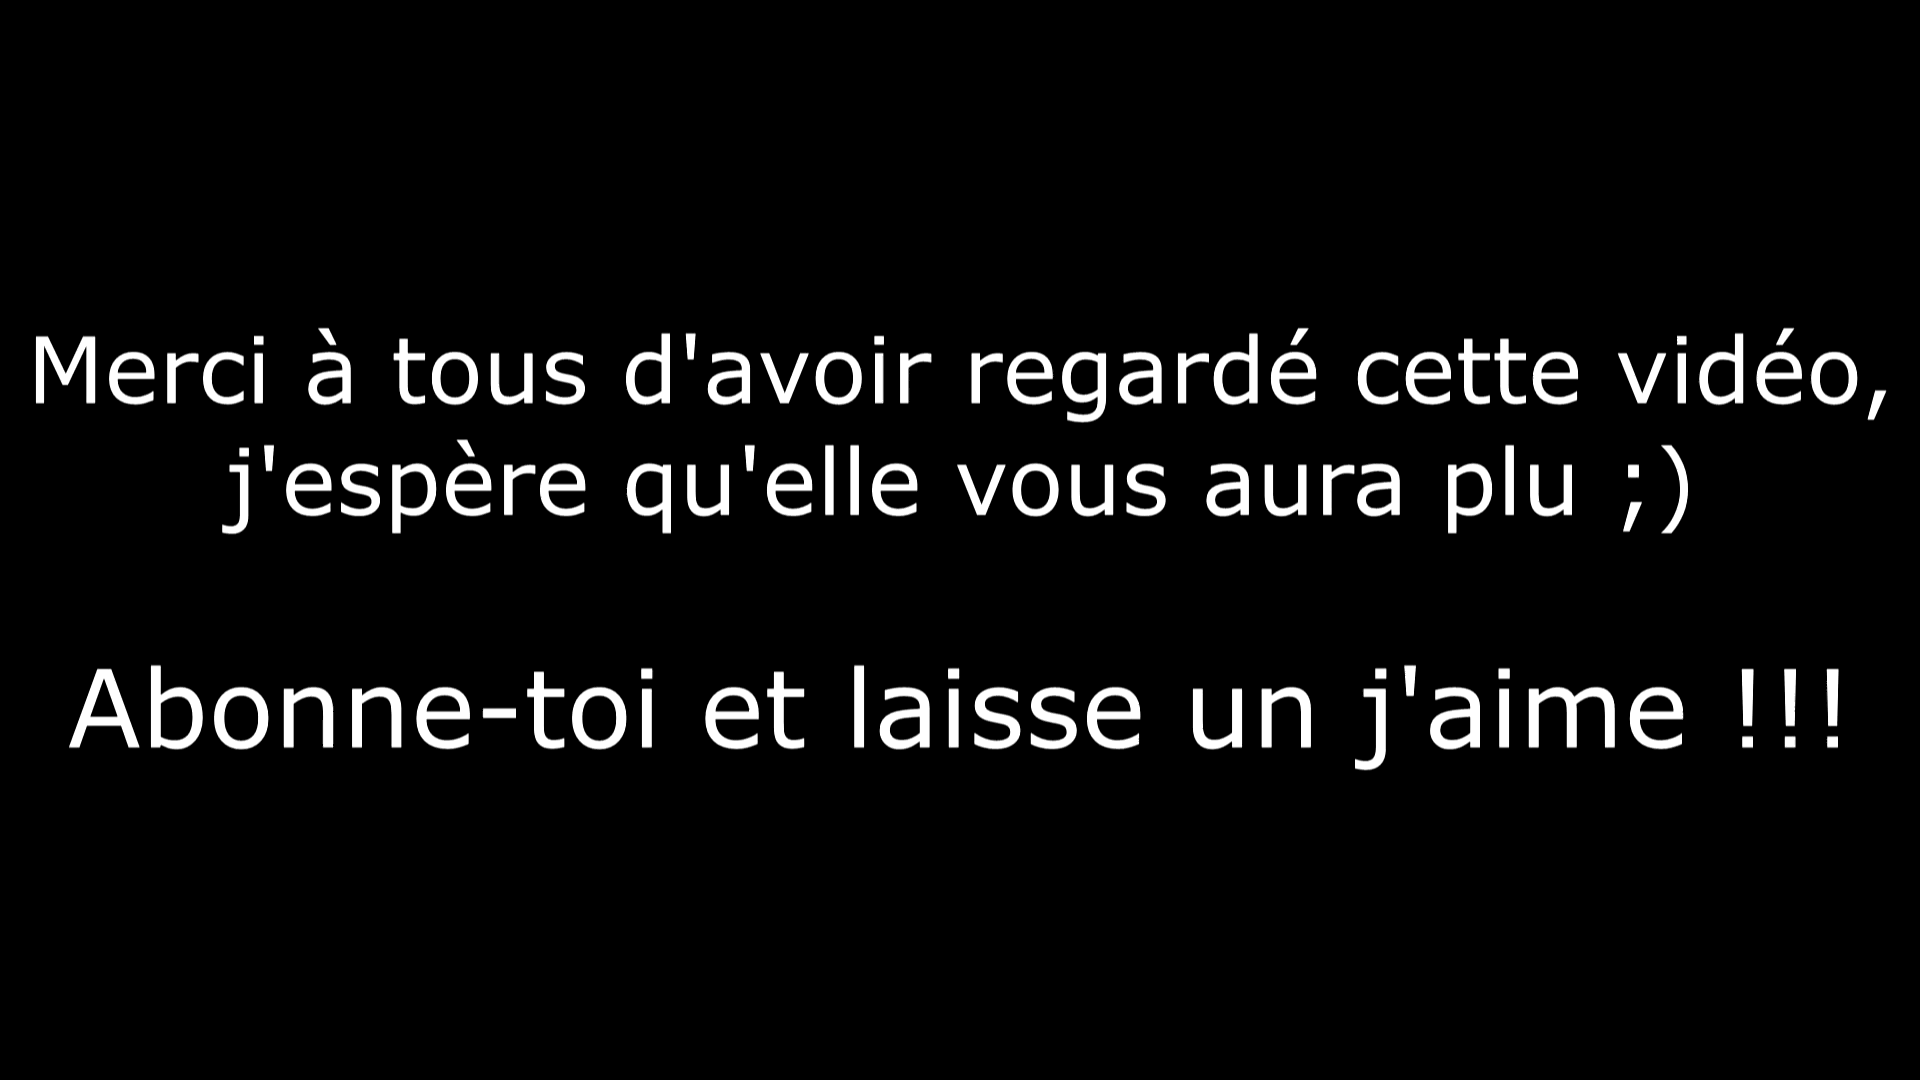 Merci à tous d'avoir regardé cette vidéo,
j'espère qu'elle vous aura plu ;)
Abonne-toi et laisse un j'aime !!!